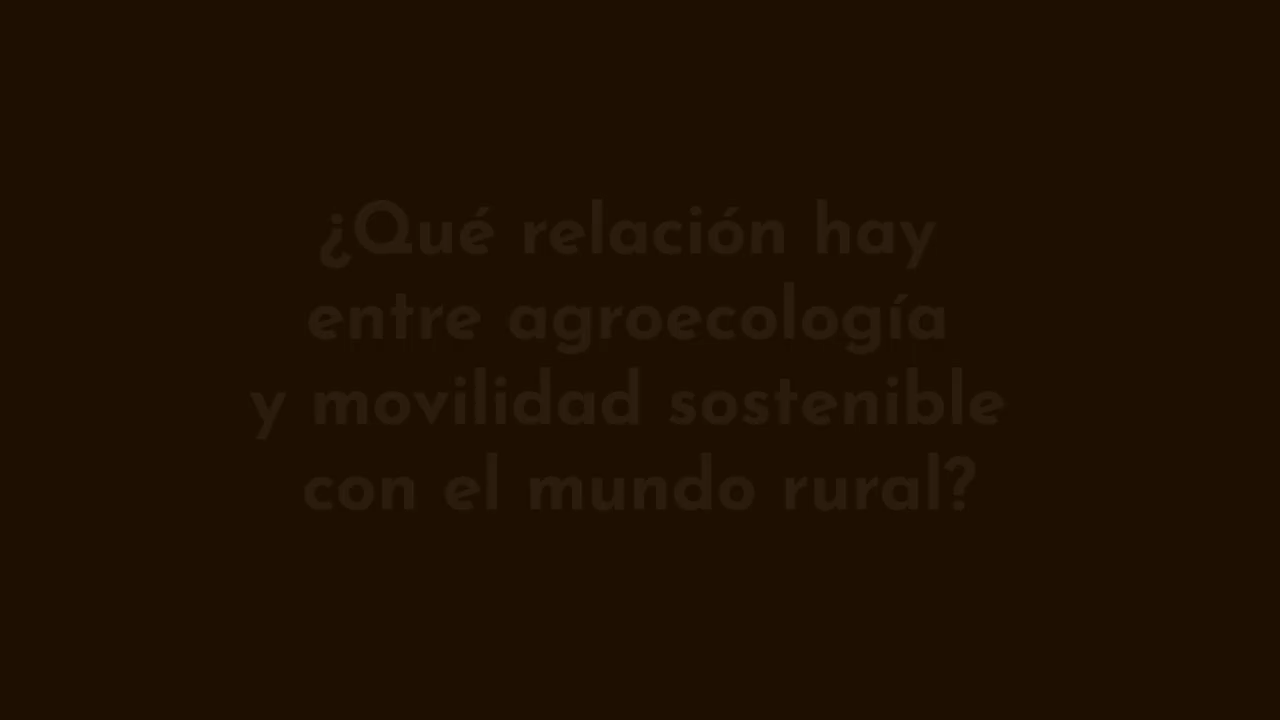 ¿Qué relación hay
entre agroecología
y movilidad sostenible
con el mundo rural?